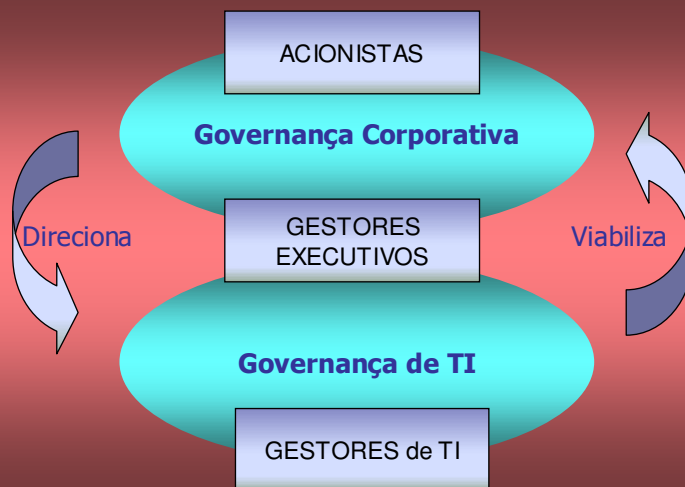 ACIONISTAS
Governança Corporativa
Direciona
GESTORES
EXECUTIVOS
Viabiliza
Governança de TI
GESTORES de TI